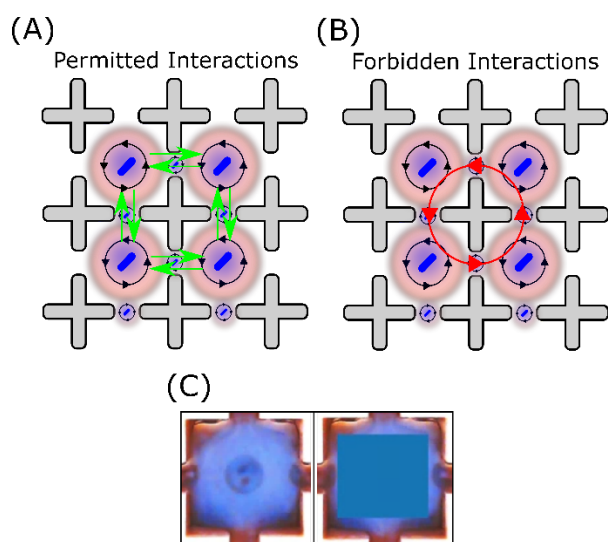 (A)
Permitted Interactions
(B)
Forbidden Interactions
(C)